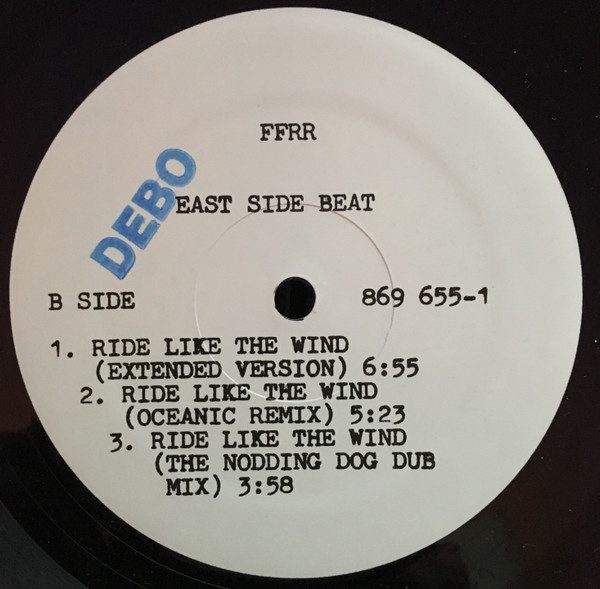 FFRR
DEBO
EAST SIDE BEAT
B SIDE
869 655-1
1. RIDE LIKE THE WIND
(EXTENDED VERSION) 6:55
2. RIDE LIKE THE WIND
(OCEANIC REMIX) 5:23
3. RIDE LIKE THE WIND
(THE NODDING DOG DUB
MIX) 3:58